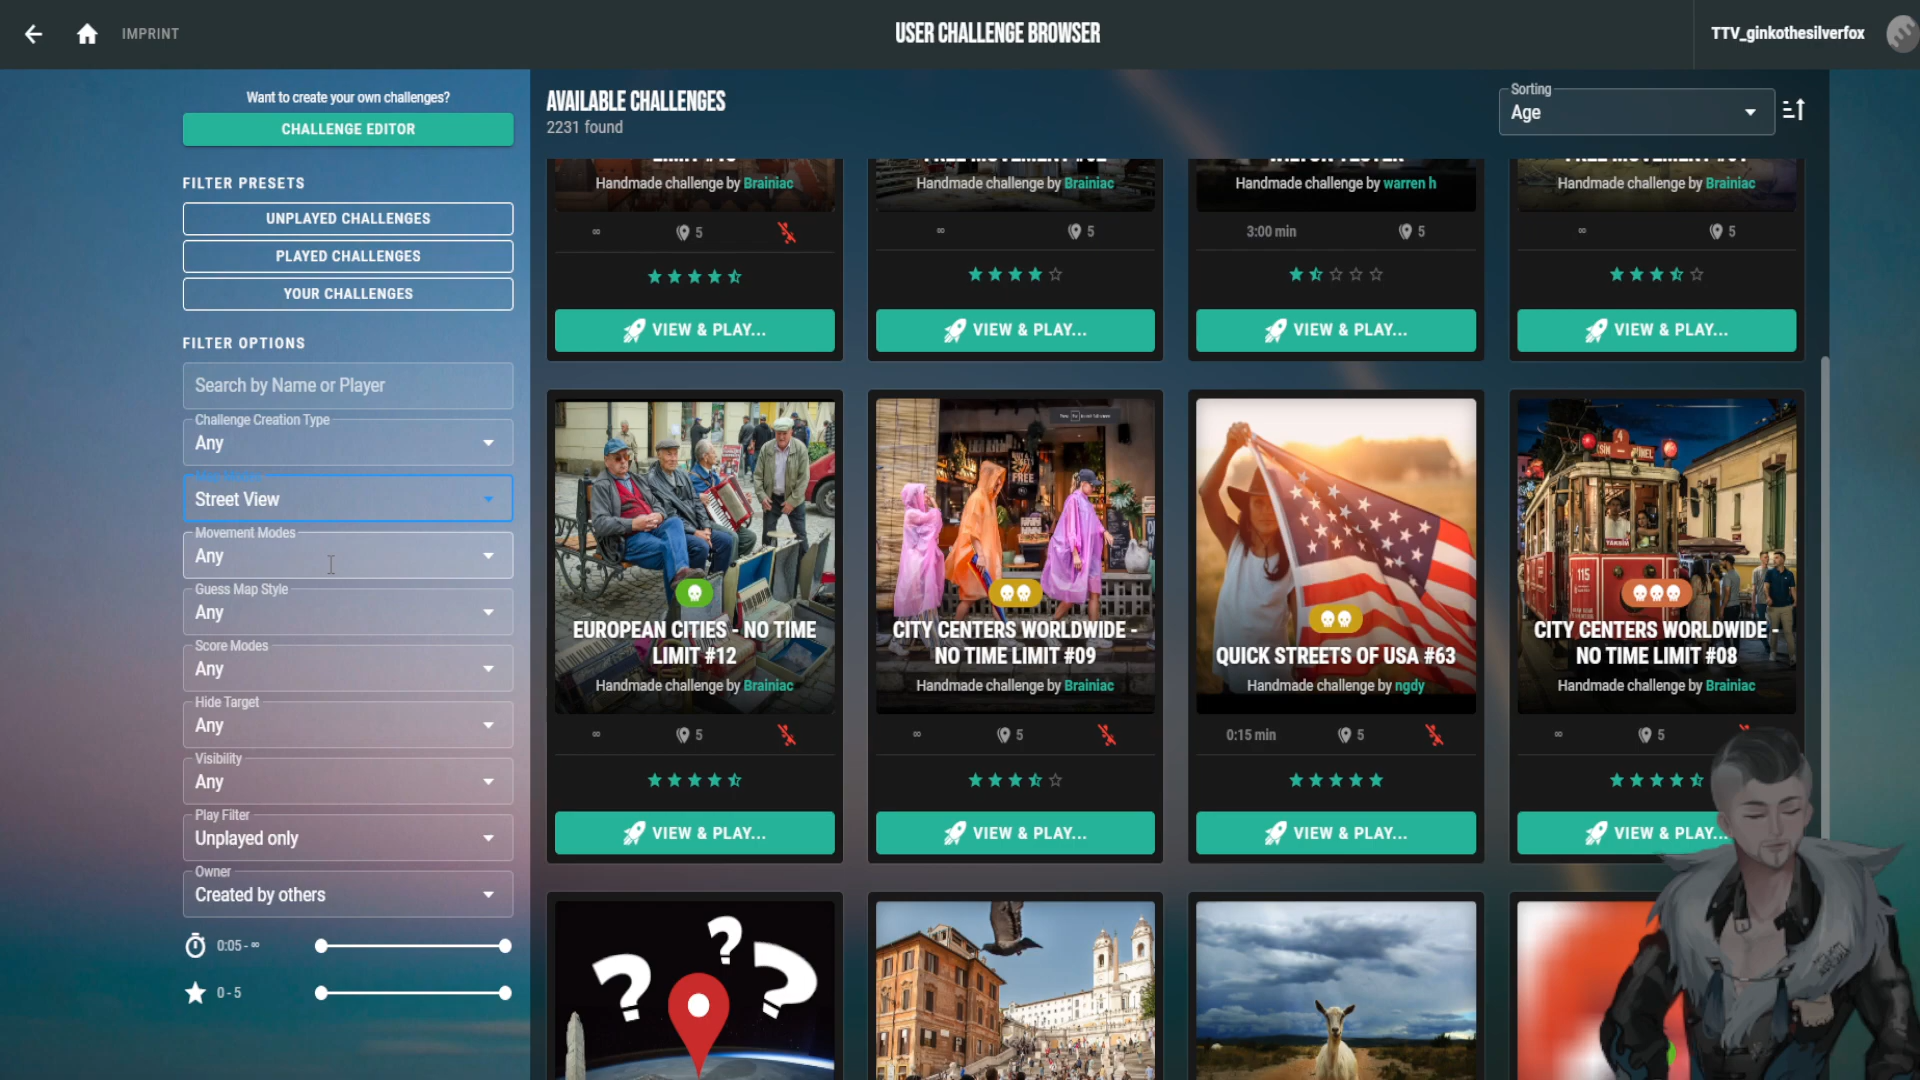 IMPRINT
USER CHALLENGE BROWSER
TTV_ginkothesilverfox
Want to create your own challenges?
CHALLENGE EDITOR
FILTER PRESETS
UNPLAYED CHALLENGES
PLAYED CHALLENGES
YOUR CHALLENGES
FILTER OPTIONS
Search by Name or Player
Challenge Creation Type
Any
Street View
Movement Modes
Any
Guess Map Style
Any
Score Modes
Any
Hide Target
Any
Visibility
Any
Play Filter
Unplayed only
Owner
Created by others
0:05 - ∞
0 - 5
AVAILABLE CHALLENGES
2231 found
Sorting
Age
Handmade challenge by Brainiac
∞ 5
VIEW & PLAY...
Handmade challenge by Brainiac
∞ 5
VIEW & PLAY...
Handmade challenge by warren h
3:00 min 5
VIEW & PLAY...
Handmade challenge by Brainiac
∞ 5
VIEW & PLAY...
EUROPEAN CITIES - NO TIME
LIMIT #12
Handmade challenge by Brainiac
∞ 5
VIEW & PLAY...
CITY CENTERS WORLDWIDE -
NO TIME LIMIT #09
Handmade challenge by Brainiac
∞ 5
VIEW & PLAY...
QUICK STREETS OF USA #63
Handmade challenge by ngdy
0:15 min 5
VIEW & PLAY...
CITY CENTERS WORLDWIDE -
NO TIME LIMIT #08
Handmade challenge by Brainiac
∞ 5
VIEW & PLAY...
? ? ?